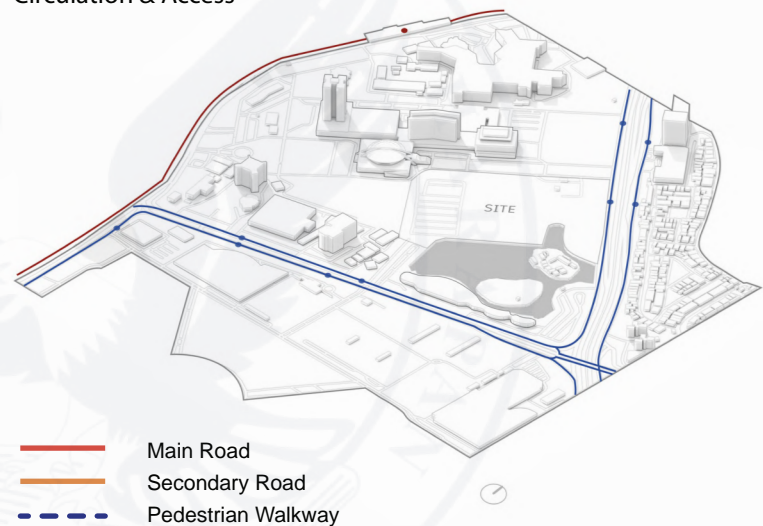 Circulation & Access
SITE
Main Road
Secondary Road
Pedestrian Walkway